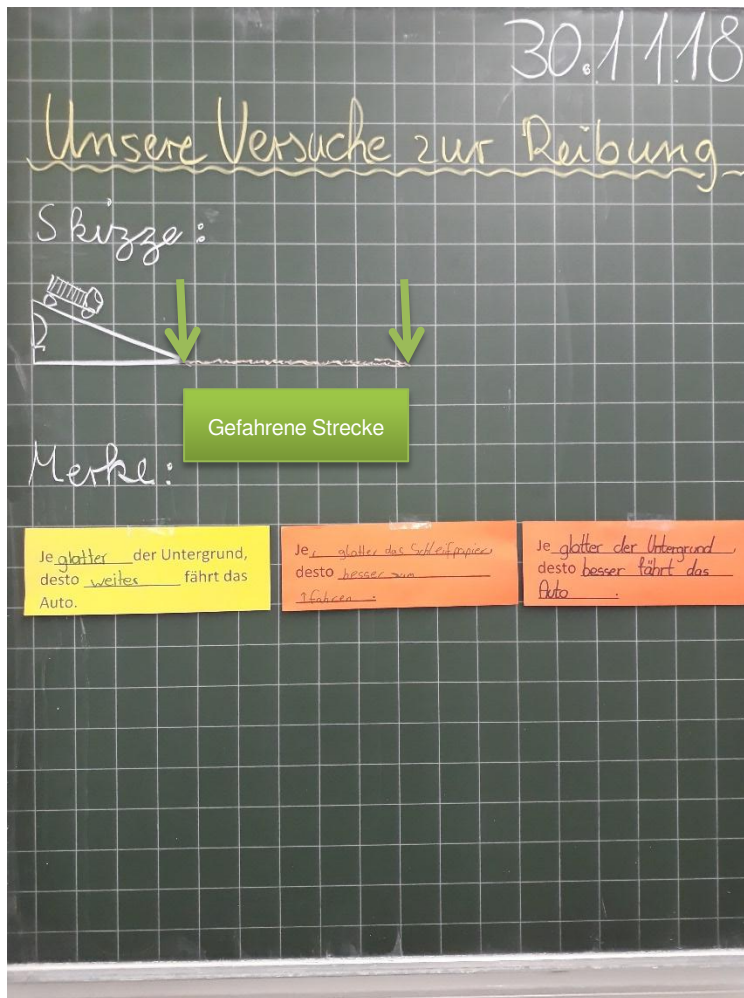 30.11.18
Unsere Versuche zur Reibung
Skizze:
Gefahrene Strecke
Merke:
Je glatter der Untergrund,
desto weiter fährt das
Auto.
Je glatter das Schleifpapier,
desto besser zum
fahren.
Je glatter der Untergrund,
desto besser fährt das
Auto.